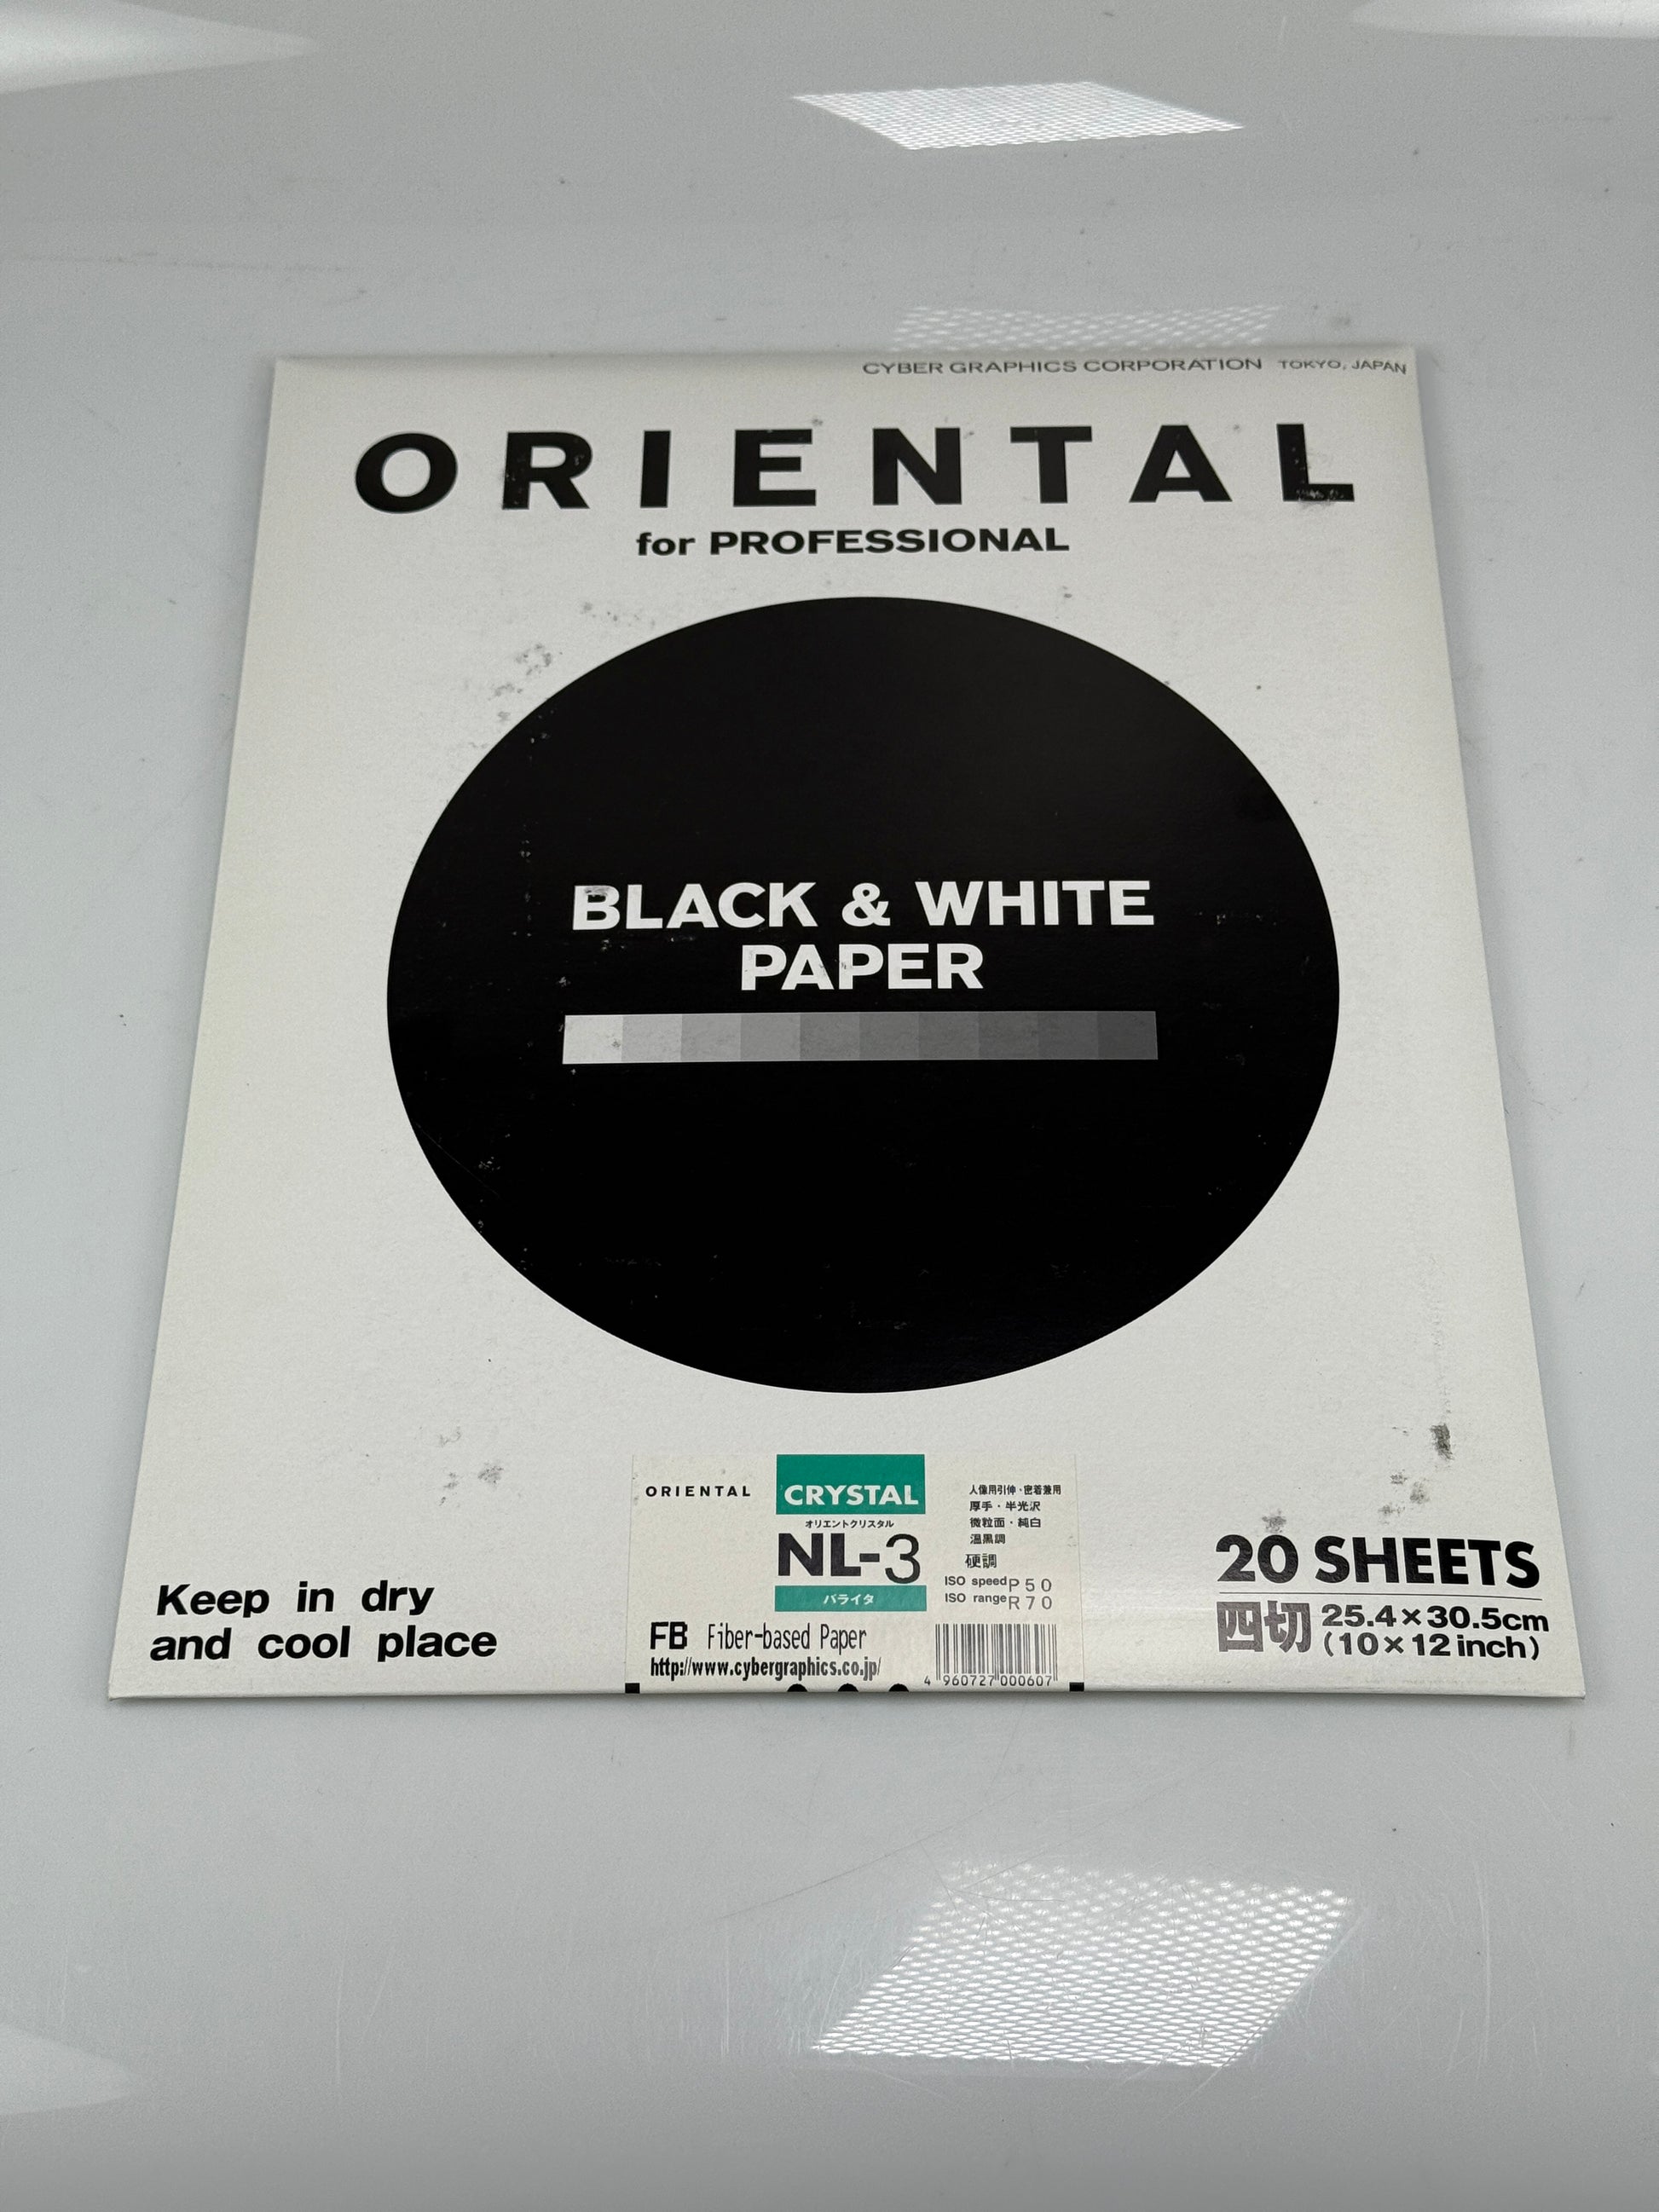 CYBER GRAPHICS CORPORATION TOKYO, JAPAN
ORIENTAL
for PROFESSIONAL
BLACK & WHITE
PAPER
ORIENTAL
CRYSTAL
オリエントクリスタル
NL-3
バライタ
人像用引伸・密着兼用
厚手・半光沢
微粒面・純白
温黒調
硬調
ISO speed P50
ISO range R70
FB Fiber-based Paper
http://www.cybergraphics.co.jp/
4 960727 000607
Keep in dry
and cool place
20 SHEETS
四切 25.4×30.5cm
(10×12 inch)